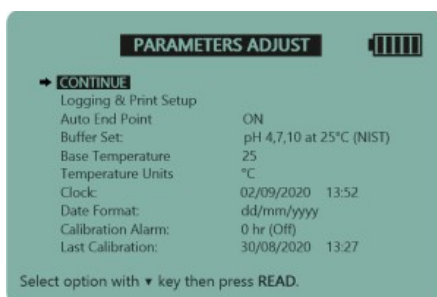 PARAMETERS ADJUST
CONTINUE
Logging & Print Setup
Auto End Point ON
Buffer Set: pH 4,7,10 at 25°C (NIST)
Base Temperature 25
Temperature Units °C
Clock: 02/09/2020 13:52
Date Format: dd/mm/yyyy
Calibration Alarm: 0 hr (Off)
Last Calibration: 30/08/2020 13:27
Select option with ▾ key then press READ.